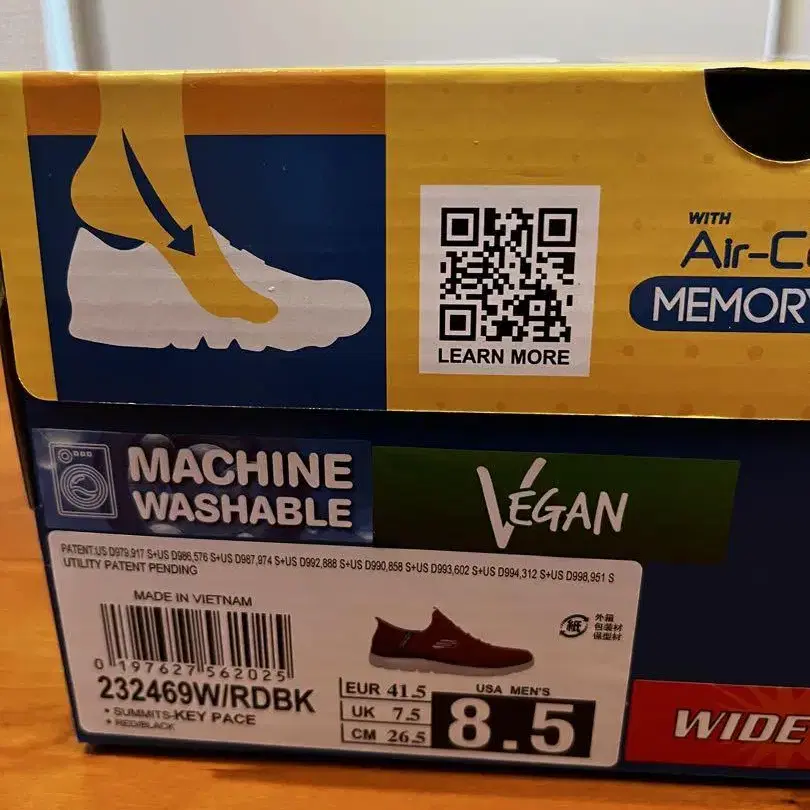 WITH
Air-C
MEMORY
LEARN MORE
MACHINE
WASHABLE
VEGAN
PATENT:US D979,917 S+US D986,576 S+US D987,974 S+US D992,888 S+US D990,858 S+US D993,602 S+US D994,312 S+US D998,951 S
UTILITY PATENT PENDING
MADE IN VIETNAM
0 197627 562025
232469W/RDBK
• SUMMITS-KEY PACE
• RED/BLACK
紙
外箱
包装材
保型材
EUR 41.5
UK 7.5
CM 26.5
USA MEN'S
8.5
WIDE